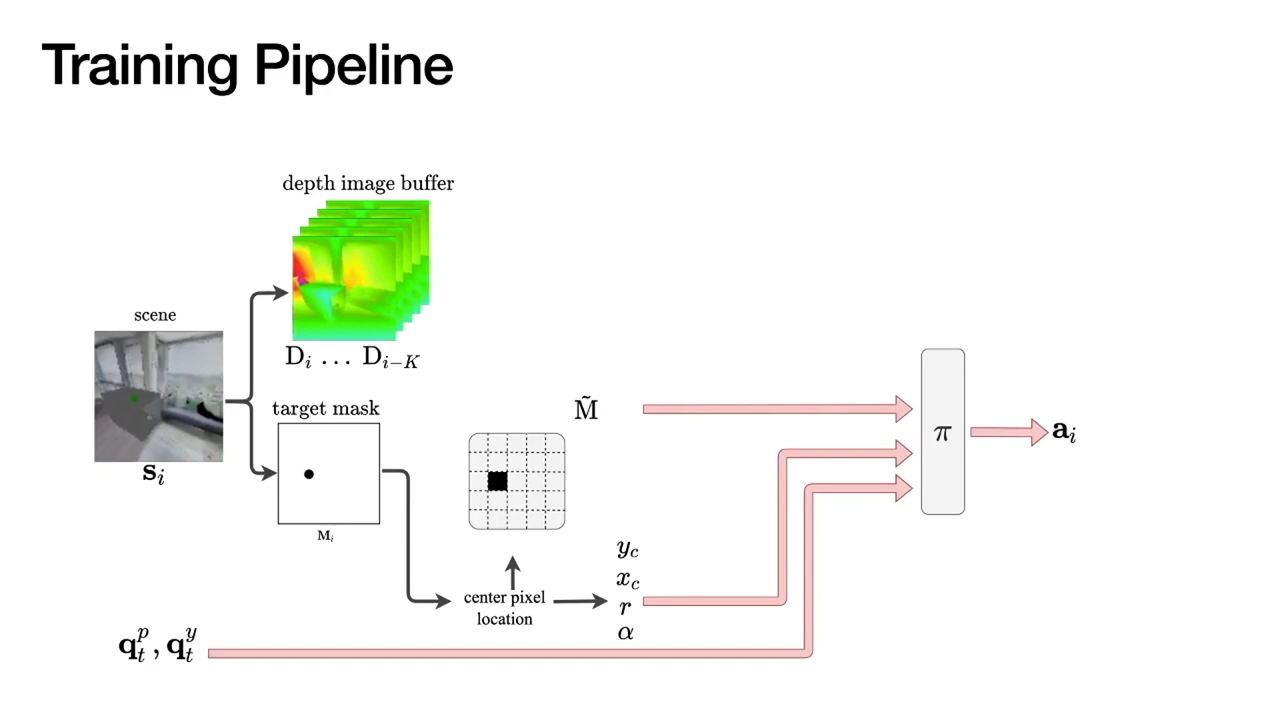 Training Pipeline
depth image buffer
scene
D_i … D_{i−K}
target mask
M̃
π
a_i
s_i
M_i
y_c
x_c
center pixel
location
r
α
q_t^p, q_t^y